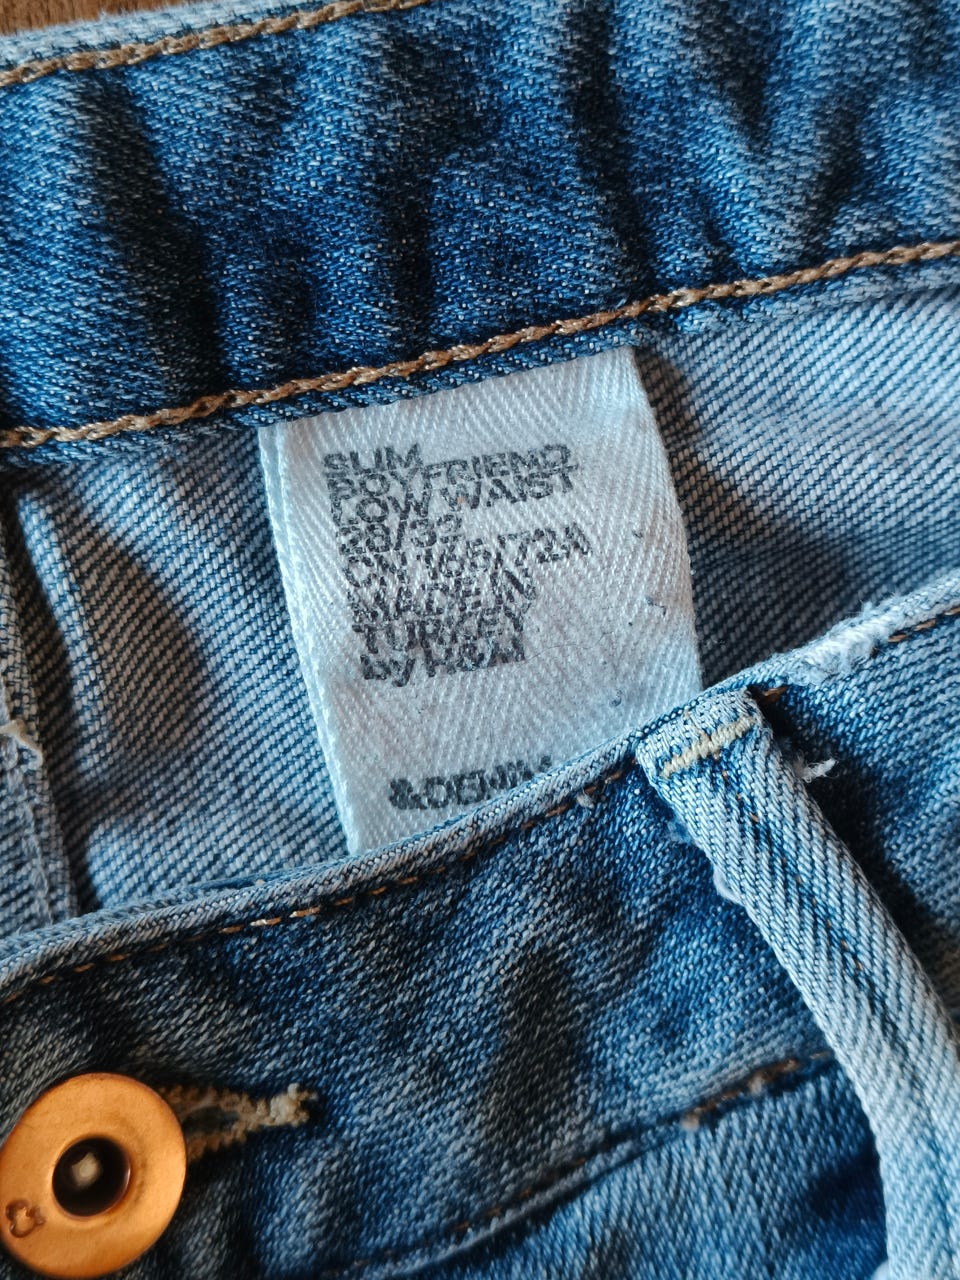 SLIM
BOYFRIEND
LOW WAIST
28/32
CN 165/72A
MADE IN
TURKEY
by H&M
&DENIM